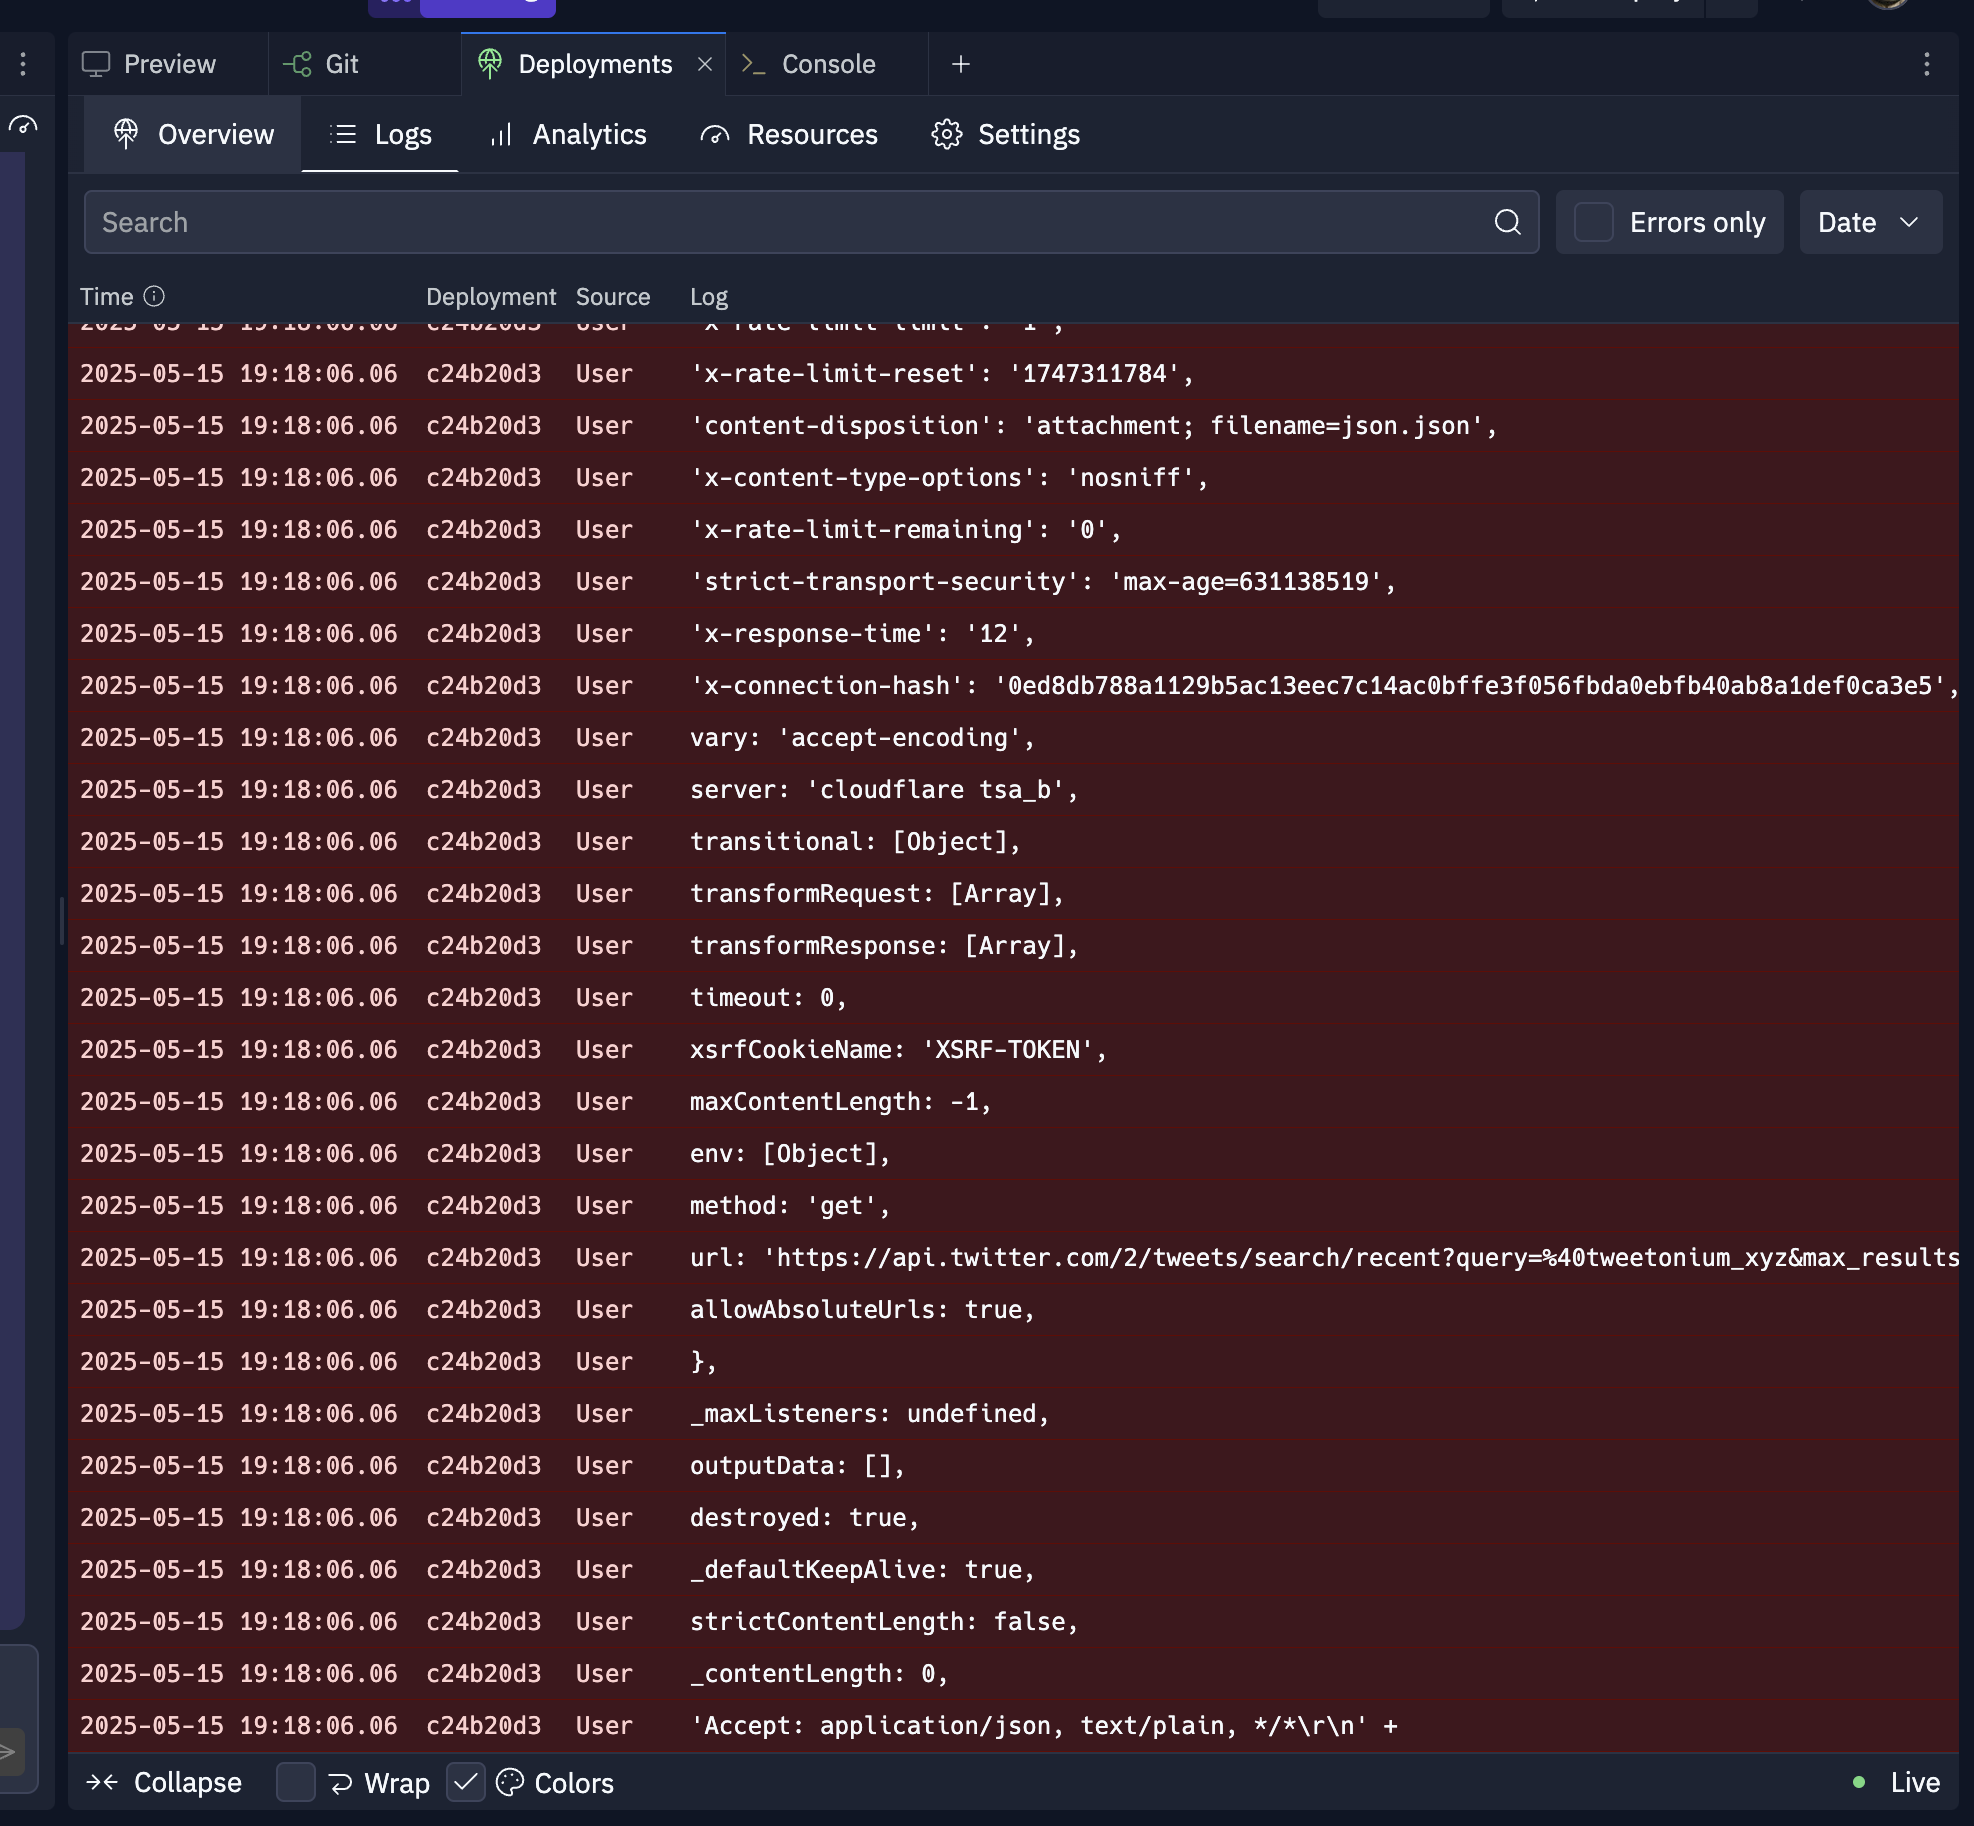 Preview
Git
Deployments
Console
Overview
Logs
Analytics
Resources
Settings
Search
Errors only
Date
Time Deployment Source Log
2025-05-15 19:18:06.06 c24b20d3 User 'x-rate-limit-limit': '1',
2025-05-15 19:18:06.06 c24b20d3 User 'x-rate-limit-reset': '1747311784',
2025-05-15 19:18:06.06 c24b20d3 User 'content-disposition': 'attachment; filename=json.json',
2025-05-15 19:18:06.06 c24b20d3 User 'x-content-type-options': 'nosniff',
2025-05-15 19:18:06.06 c24b20d3 User 'x-rate-limit-remaining': '0',
2025-05-15 19:18:06.06 c24b20d3 User 'strict-transport-security': 'max-age=631138519',
2025-05-15 19:18:06.06 c24b20d3 User 'x-response-time': '12',
2025-05-15 19:18:06.06 c24b20d3 User 'x-connection-hash': '0ed8db788a1129b5ac13eec7c14ac0bffe3f056fbda0ebfb40ab8a1def0ca3e5',
2025-05-15 19:18:06.06 c24b20d3 User vary: 'accept-encoding',
2025-05-15 19:18:06.06 c24b20d3 User server: 'cloudflare tsa_b',
2025-05-15 19:18:06.06 c24b20d3 User transitional: [Object],
2025-05-15 19:18:06.06 c24b20d3 User transformRequest: [Array],
2025-05-15 19:18:06.06 c24b20d3 User transformResponse: [Array],
2025-05-15 19:18:06.06 c24b20d3 User timeout: 0,
2025-05-15 19:18:06.06 c24b20d3 User xsrfCookieName: 'XSRF-TOKEN',
2025-05-15 19:18:06.06 c24b20d3 User maxContentLength: -1,
2025-05-15 19:18:06.06 c24b20d3 User env: [Object],
2025-05-15 19:18:06.06 c24b20d3 User method: 'get',
2025-05-15 19:18:06.06 c24b20d3 User url: 'https://api.twitter.com/2/tweets/search/recent?query=%40tweetonium_xyz&max_results
2025-05-15 19:18:06.06 c24b20d3 User allowAbsoluteUrls: true,
2025-05-15 19:18:06.06 c24b20d3 User },
2025-05-15 19:18:06.06 c24b20d3 User _maxListeners: undefined,
2025-05-15 19:18:06.06 c24b20d3 User outputData: [],
2025-05-15 19:18:06.06 c24b20d3 User destroyed: true,
2025-05-15 19:18:06.06 c24b20d3 User _defaultKeepAlive: true,
2025-05-15 19:18:06.06 c24b20d3 User strictContentLength: false,
2025-05-15 19:18:06.06 c24b20d3 User _contentLength: 0,
2025-05-15 19:18:06.06 c24b20d3 User 'Accept: application/json, text/plain, */*\r\n' +
Collapse
Wrap
Colors
Live